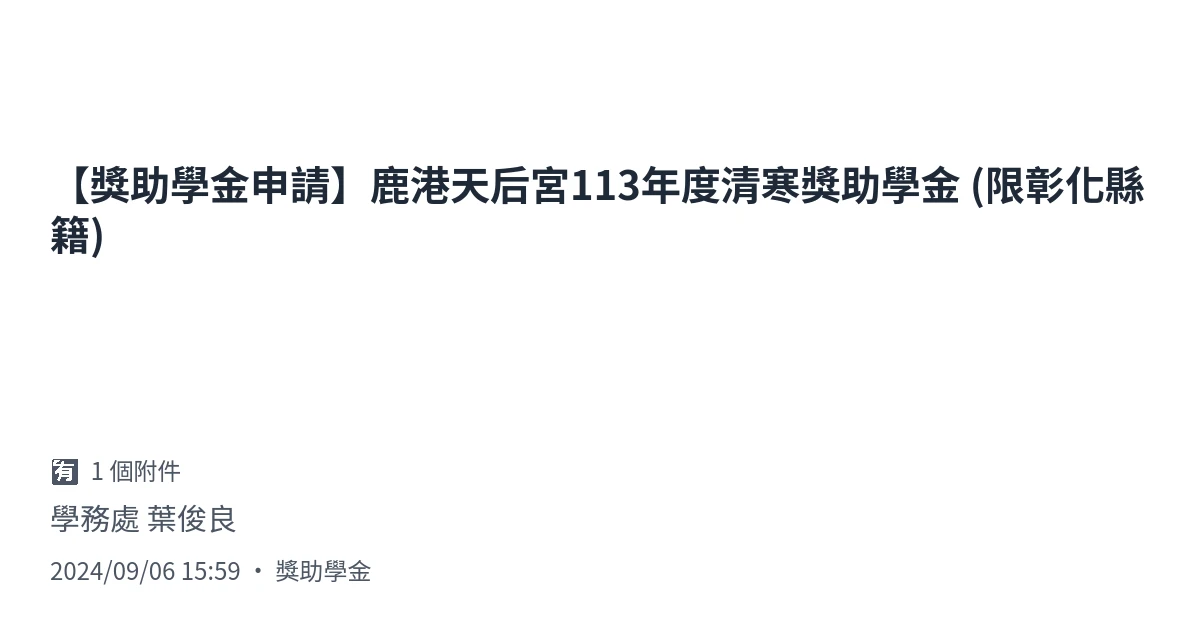 【獎助學金申請】鹿港天后宮113年度清寒獎助學金 (限彰化縣
籍)
有 1 個附件
學務處 葉俊良
2024/09/06 15:59 ・ 獎助學金